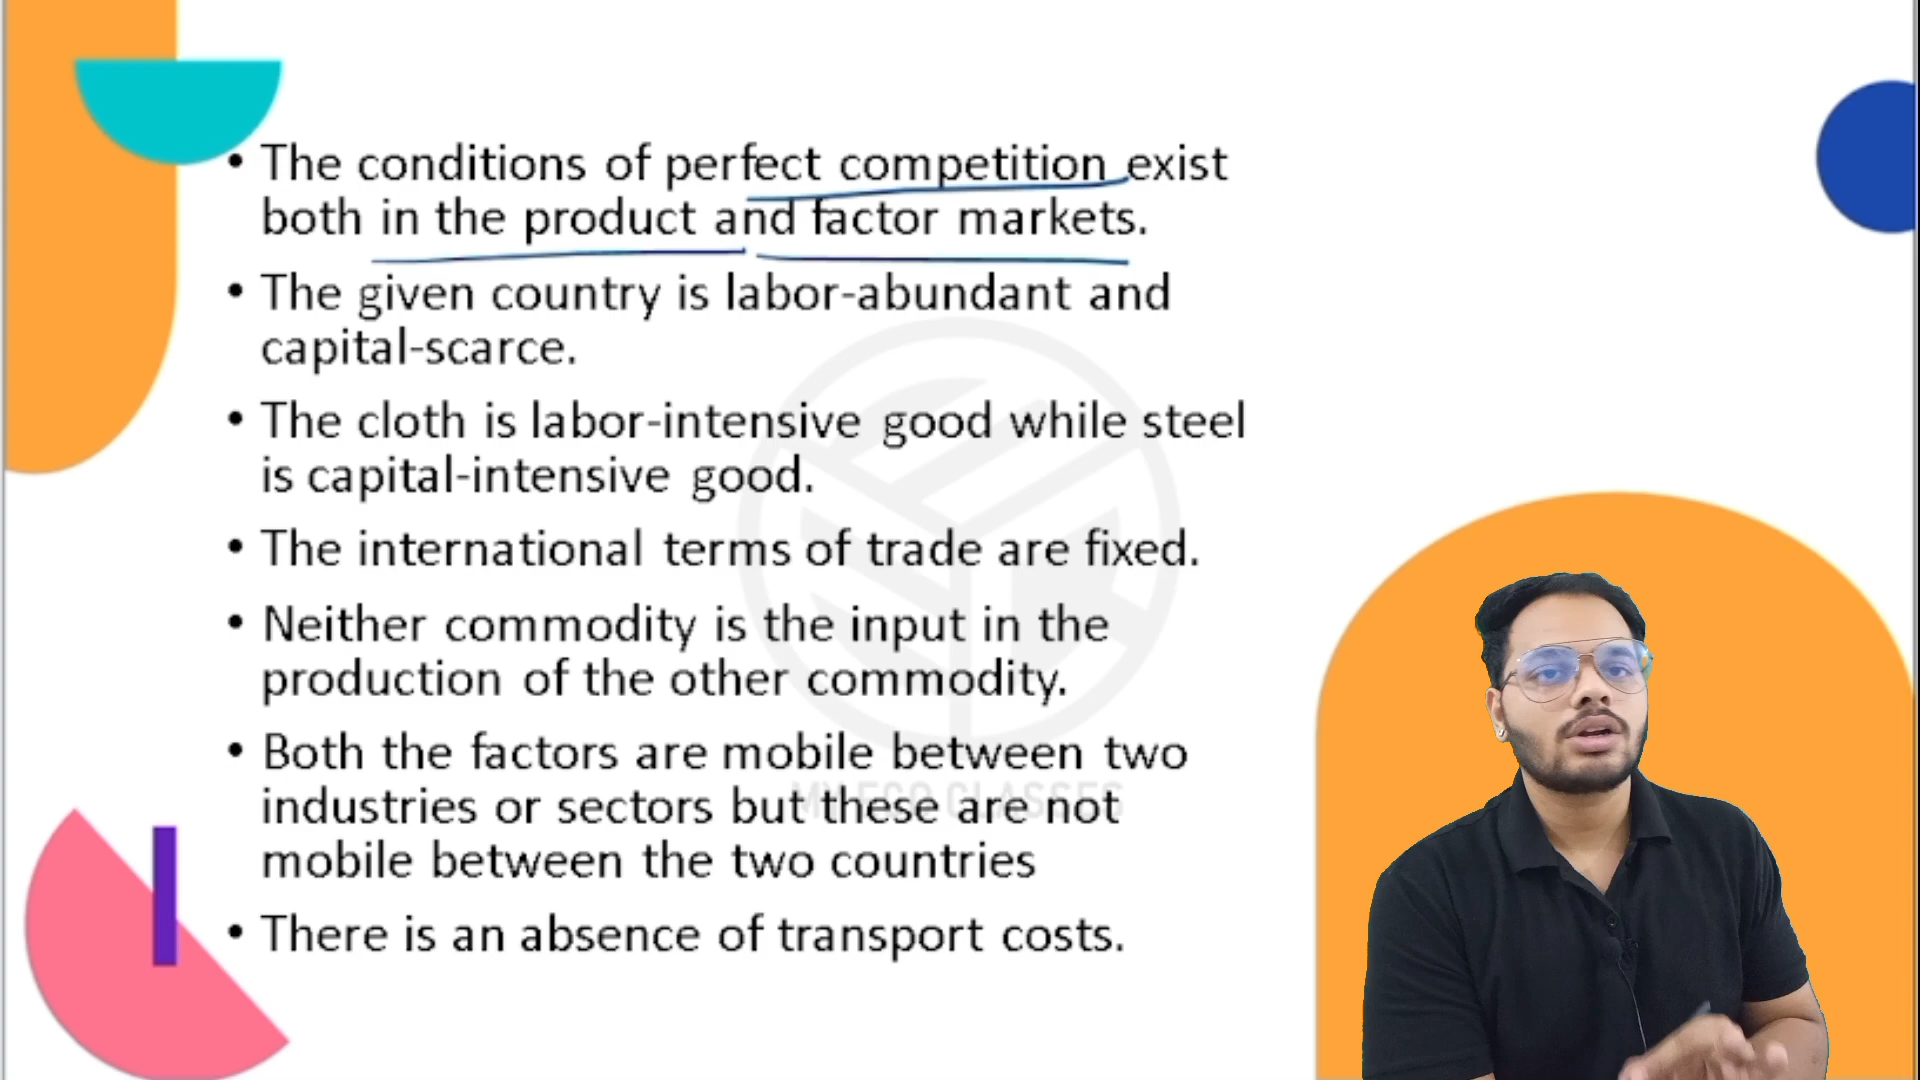 • The conditions of perfect competition exist
both in the product and factor markets.
• The given country is labor-abundant and
capital-scarce.
• The cloth is labor-intensive good while steel
is capital-intensive good.
• The international terms of trade are fixed.
• Neither commodity is the input in the
production of the other commodity.
• Both the factors are mobile between two
industries or sectors but these are not
mobile between the two countries
• There is an absence of transport costs.
MY ECO CLASSES